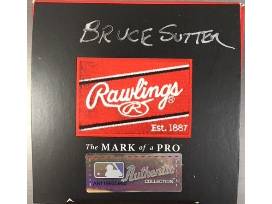 BRUCE SUTTER
Rawlings
R
Est. 1887
The MARK of a PRO
Authentic
COLLECTION